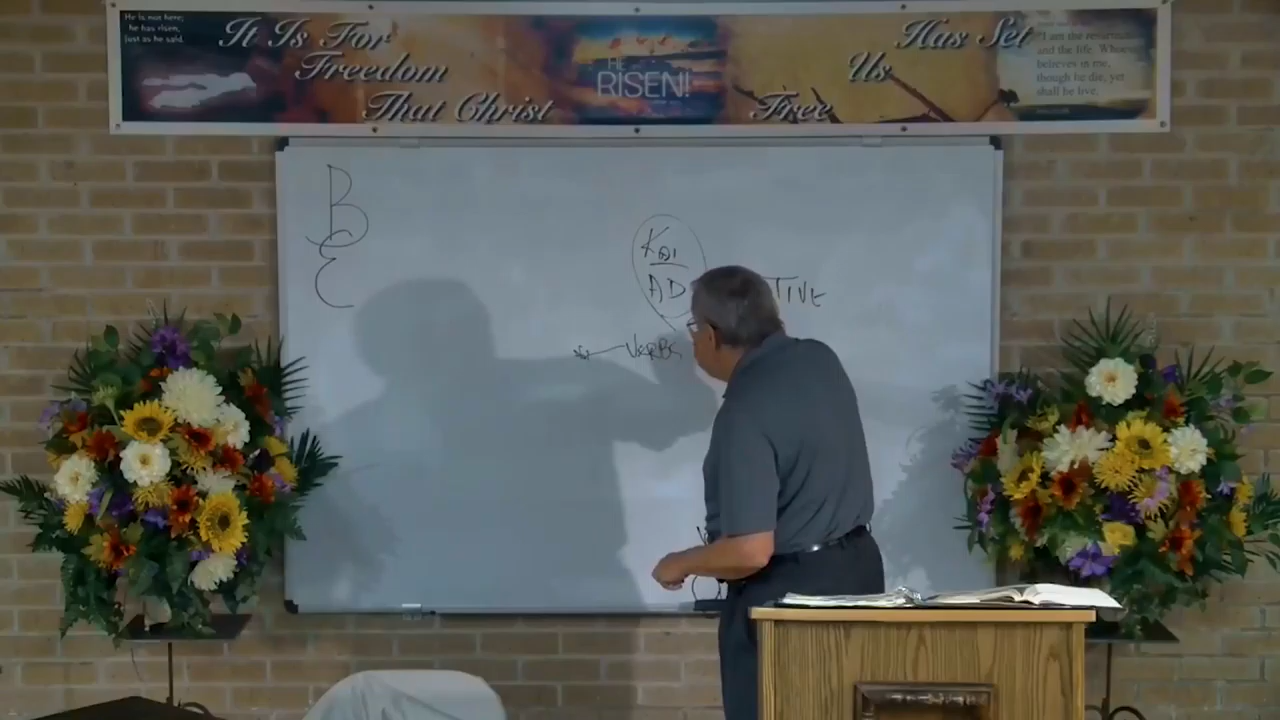 He is not here;
he has risen,
just as he said.
It Is For
Freedom
That Christ
HE
RISEN!
Has Set
Us
Free
"I am the resurrection
and the life. Whoever
believes in me,
though he die, yet
shall he live.
B
E
AD
TIVE
VERBS